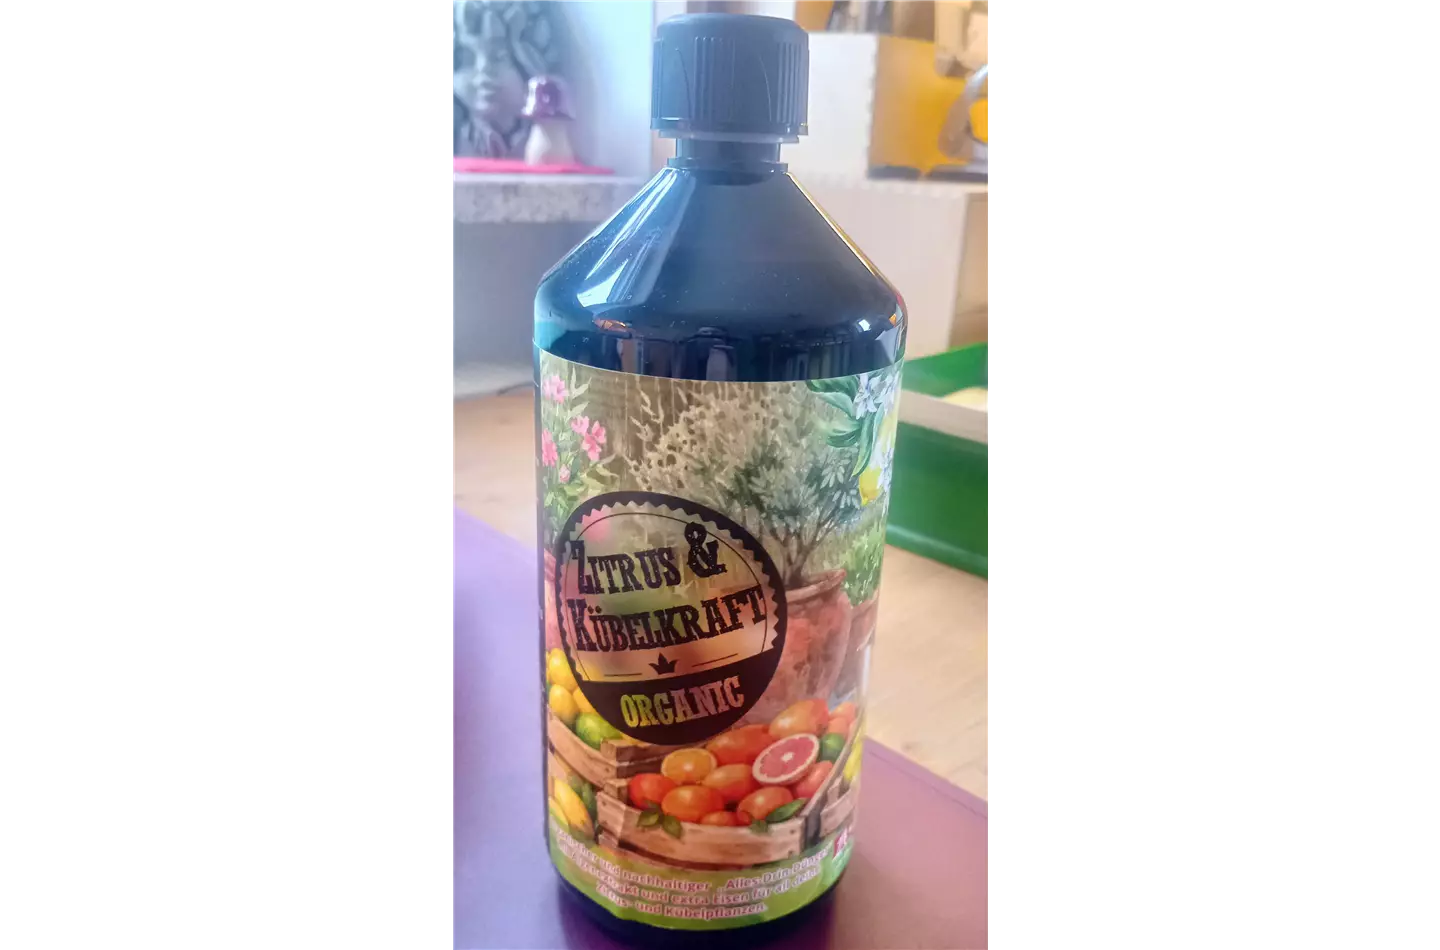 ZITRUS &
KÜBELKRAFT
ORGANIC
und nachhaltiger „Alles-Drin-Dünger
und extra Eisen für all deine
Zitrus- und Kübelpflanzen.